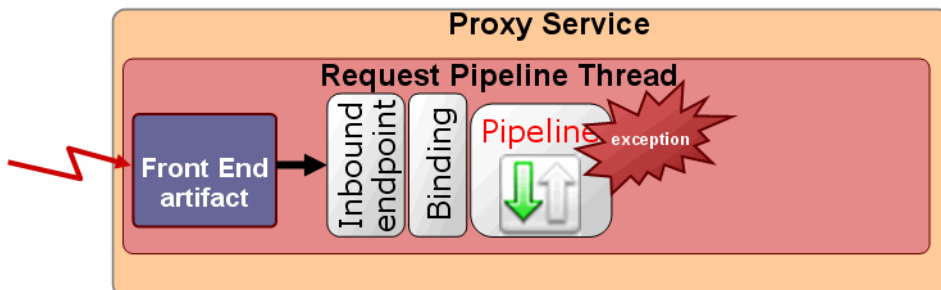 Proxy Service
Request Pipeline Thread
Front End
artifact
Inbound
endpoint
Binding
Pipeline
exception